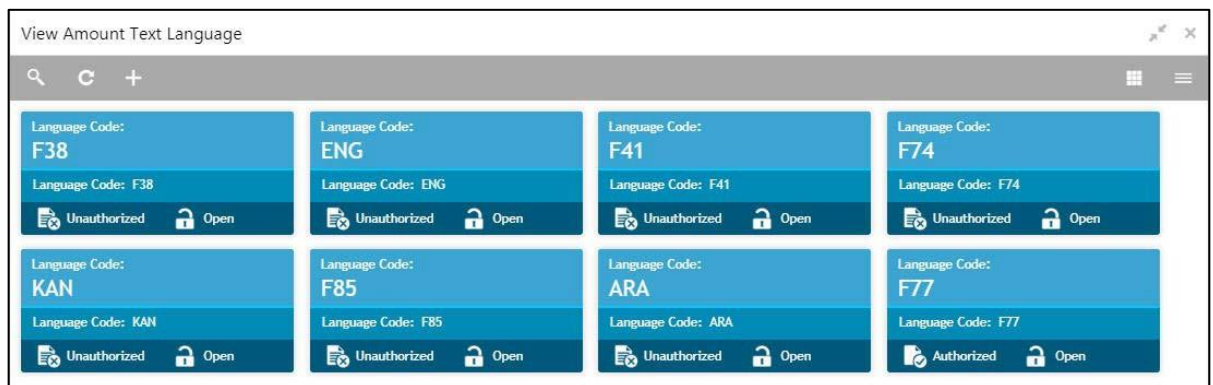 View Amount Text Language
Language Code:
F38
Language Code: F38
Unauthorized Open
Language Code:
ENG
Language Code: ENG
Unauthorized Open
Language Code:
F41
Language Code: F41
Unauthorized Open
Language Code:
F74
Language Code: F74
Unauthorized Open
Language Code:
KAN
Language Code: KAN
Unauthorized Open
Language Code:
F85
Language Code: F85
Unauthorized Open
Language Code:
ARA
Language Code: ARA
Unauthorized Open
Language Code:
F77
Language Code: F77
Authorized Open